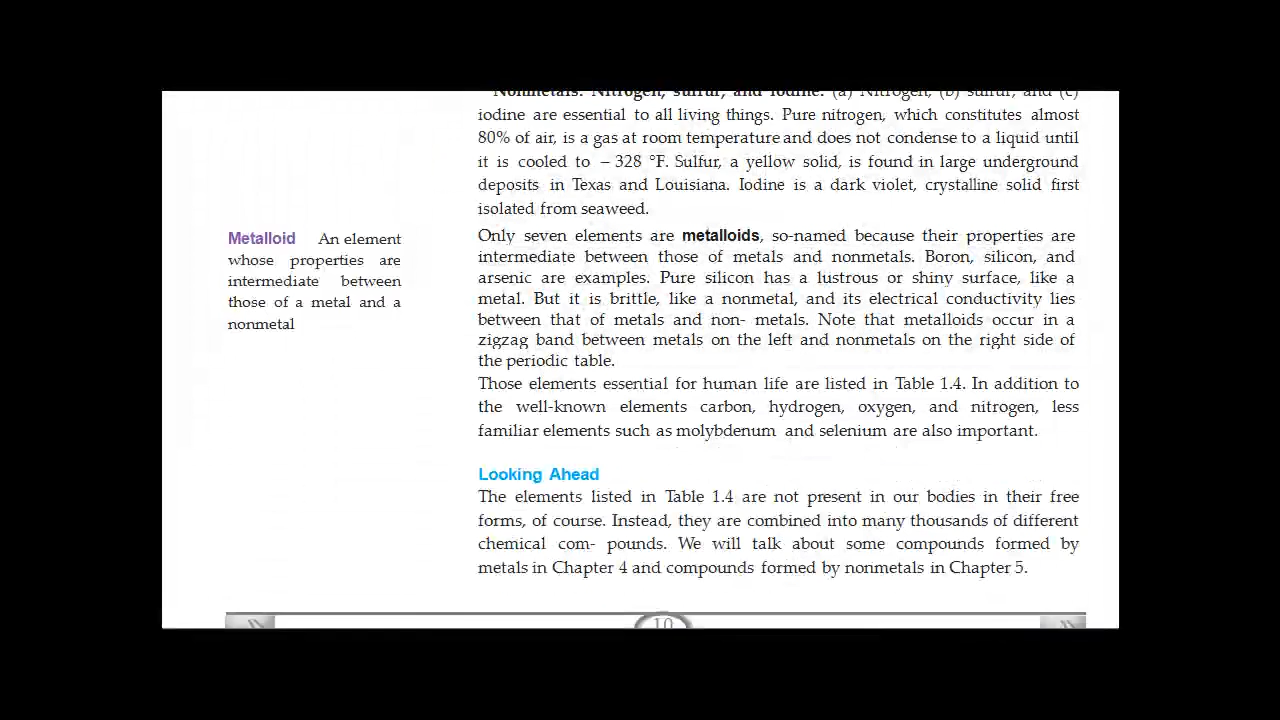 Nonmetals: Nitrogen, sulfur, and iodine. (a) Nitrogen, (b) sulfur, and (c)
iodine are essential to all living things. Pure nitrogen, which constitutes almost
80% of air, is a gas at room temperature and does not condense to a liquid until
it is cooled to – 328 °F. Sulfur, a yellow solid, is found in large underground
deposits in Texas and Louisiana. Iodine is a dark violet, crystalline solid first
isolated from seaweed.
Metalloid An element
whose properties are
intermediate between
those of a metal and a
nonmetal
Only seven elements are metalloids, so-named because their properties are
intermediate between those of metals and nonmetals. Boron, silicon, and
arsenic are examples. Pure silicon has a lustrous or shiny surface, like a
metal. But it is brittle, like a nonmetal, and its electrical conductivity lies
between that of metals and non- metals. Note that metalloids occur in a
zigzag band between metals on the left and nonmetals on the right side of
the periodic table.
Those elements essential for human life are listed in Table 1.4. In addition to
the well-known elements carbon, hydrogen, oxygen, and nitrogen, less
familiar elements such as molybdenum and selenium are also important.
Looking Ahead
The elements listed in Table 1.4 are not present in our bodies in their free
forms, of course. Instead, they are combined into many thousands of different
chemical com- pounds. We will talk about some compounds formed by
metals in Chapter 4 and compounds formed by nonmetals in Chapter 5.
10